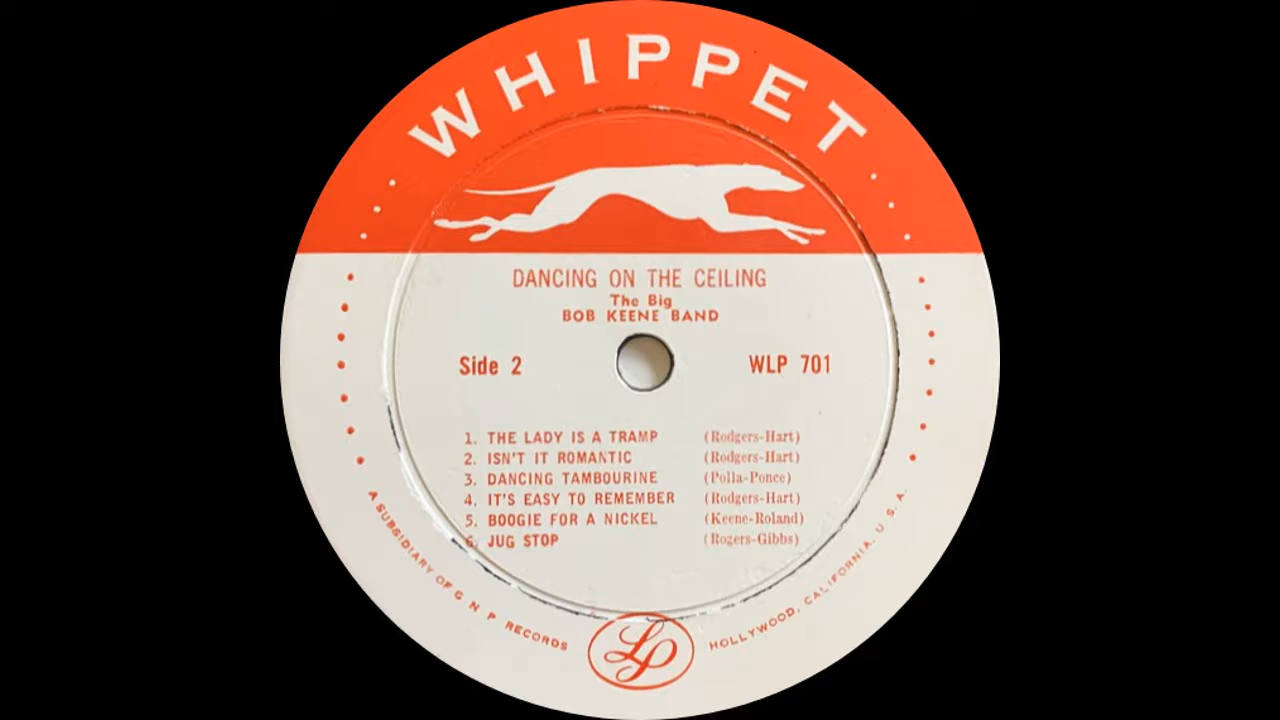 WHIPPET
DANCING ON THE CEILING
The Big
BOB KEENE BAND
Side 2
WLP 701
1. THE LADY IS A TRAMP (Rodgers-Hart)
2. ISN'T IT ROMANTIC (Rodgers-Hart)
3. DANCING TAMBOURINE (Polla-Ponce)
4. IT'S EASY TO REMEMBER (Rodgers-Hart)
5. BOOGIE FOR A NICKEL (Keene-Roland)
6. JUG STOP (Rogers-Gibbs)
A SUBSIDIARY OF G N P RECORDS
LP
HOLLYWOOD, CALIFORNIA, U. S. A.